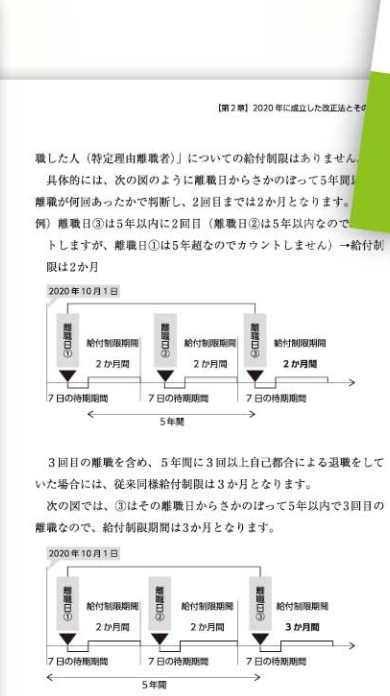 【第2章】2020年に成立した改正法とその
職した人（特定理由離職者）」についての給付制限はありません。
具体的には、次の図のように離職日からさかのぼって5年間
離職が何回あったかで判断し、2回目までは2か月となります。
例）離職日③は5年以内に2回目（離職日②は5年以内なので
トしますが、離職日①は5年超なのでカウントしません）→給付制
限は2か月
2020年10月1日
離職日① 離職日② 離職日③
給付制限期間 給付制限期間 給付制限期間
2か月間 2か月間 2か月間
7日の待期期間 7日の待期期間 7日の待期期間
5年間
3回目の離職を含め、5年間に3回以上自己都合による退職をして
いた場合には、従来同様給付制限は3か月となります。
次の図では、③はその離職日からさかのぼって5年以内で3回目の
離職なので、給付制限期間は3か月となります。
2020年10月1日
離職日① 離職日② 離職日③
給付制限期間 給付制限期間 給付制限期間
2か月間 2か月間 3か月間
7日の待期期間 7日の待期期間 7日の待期期間
5年間